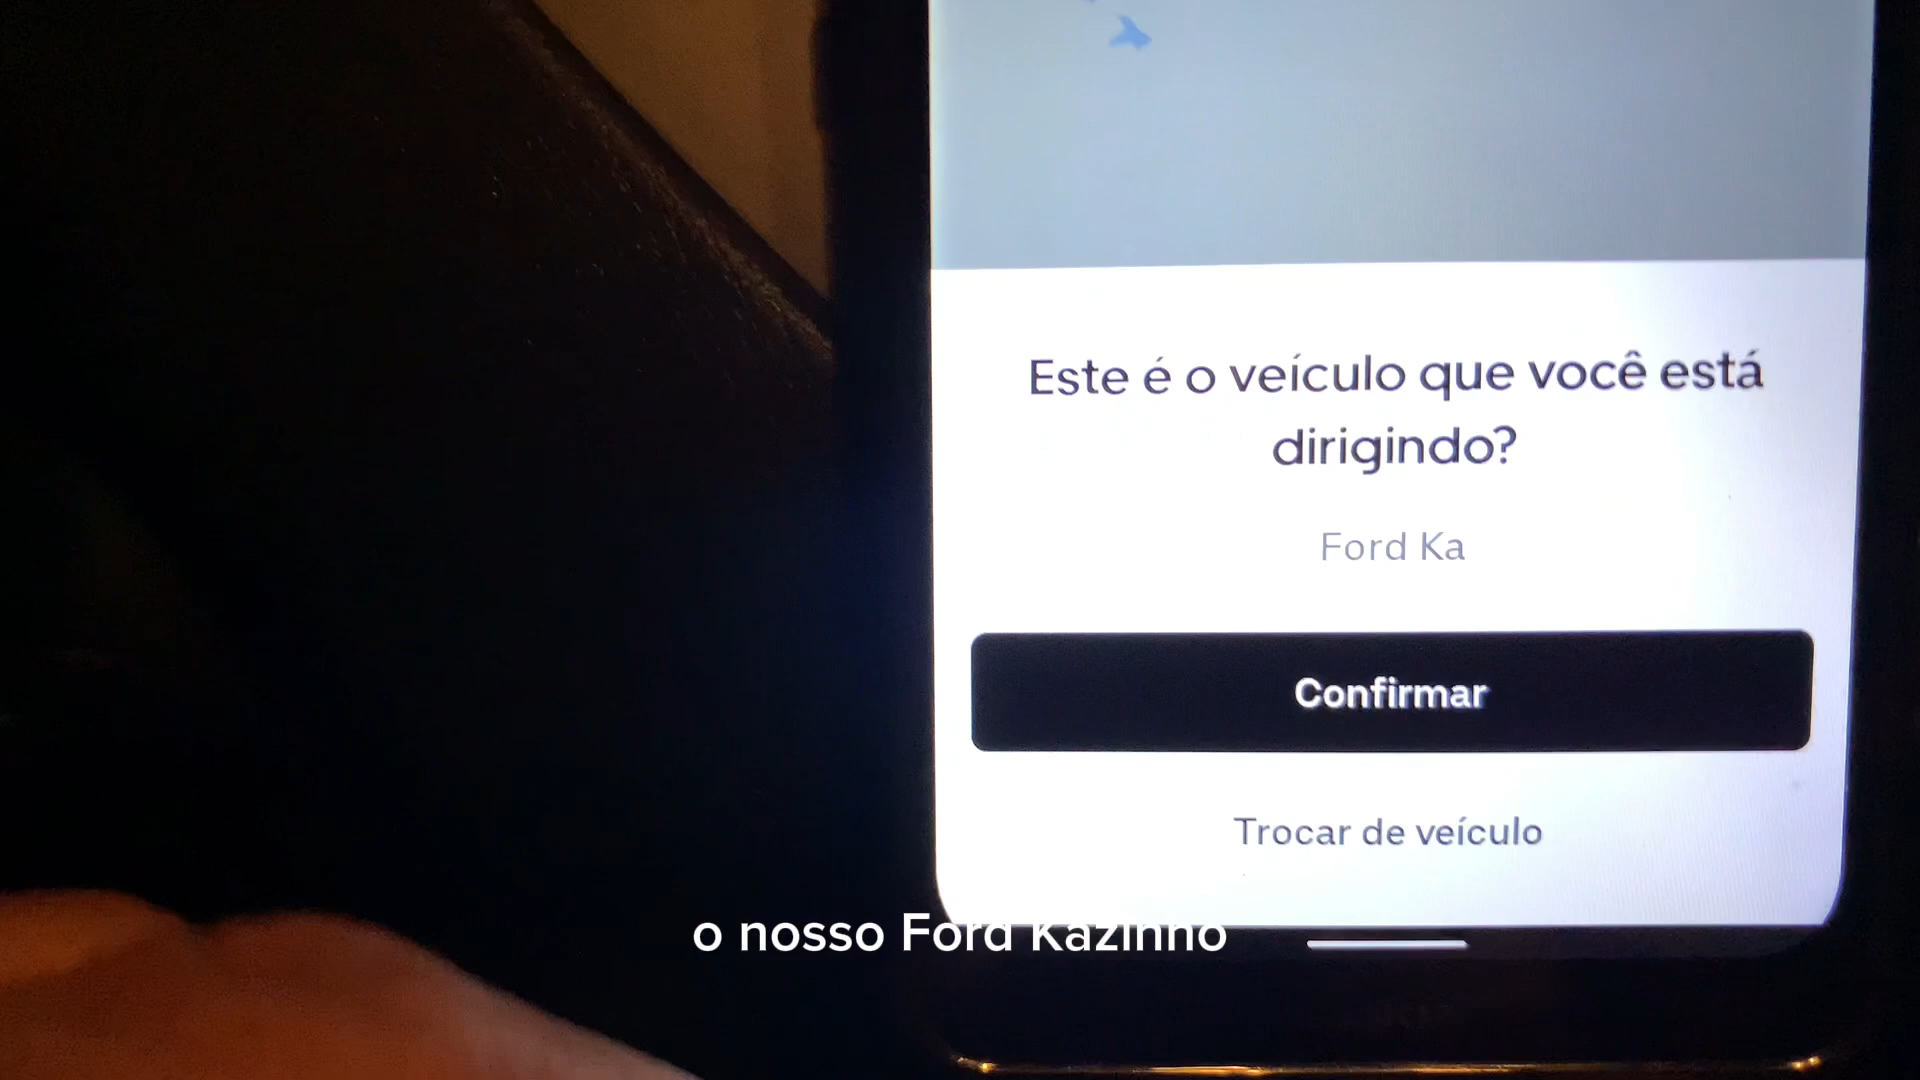 Este é o veículo que você está
dirigindo?
Ford Ka
Confirmar
Trocar de veículo
o nosso Ford Kazinho